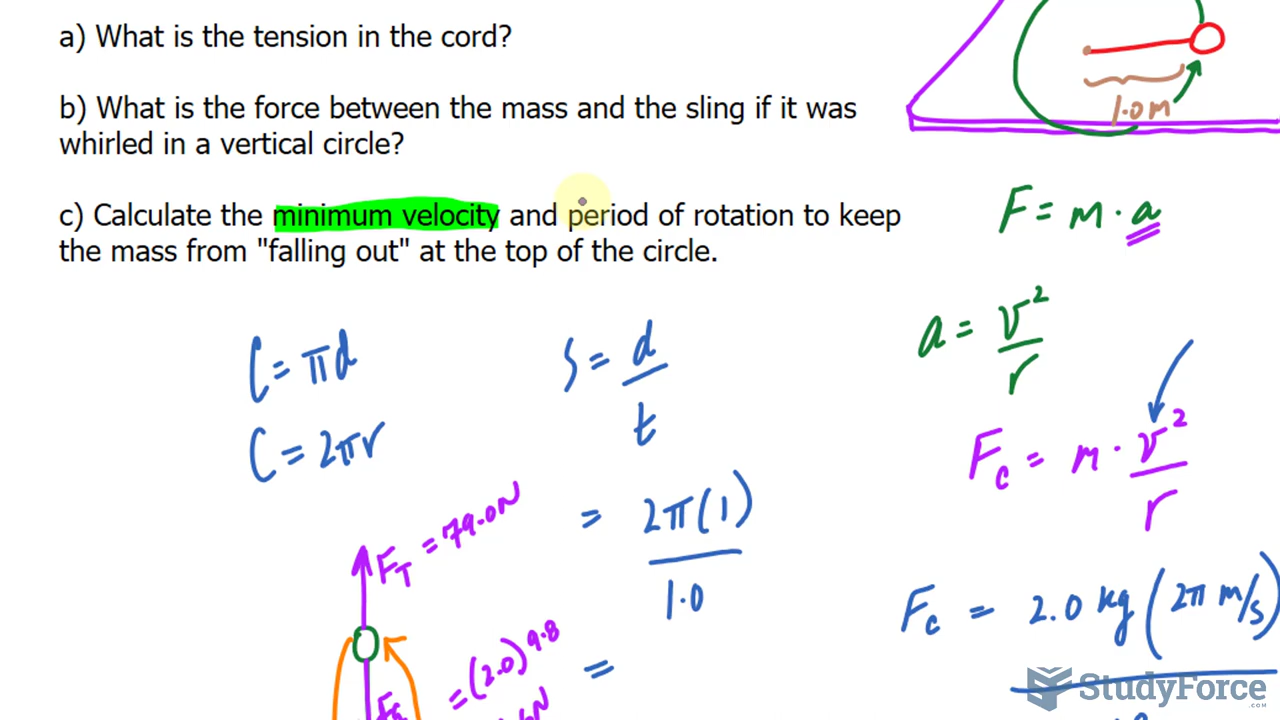 a) What is the tension in the cord?
b) What is the force between the mass and the sling if it was
whirled in a vertical circle?
c) Calculate the minimum velocity and period of rotation to keep
the mass from "falling out" at the top of the circle.
1.0 m
F = m · a
a = v² / r
F_c = m · v² / r
F_c = 2.0 kg (2π m/s)
C = πd
C = 2πr
S = d / t
= 2π(1) / 1.0
=
F_T = 79.0N
= (2.0) 9.8
StudyForce
.com